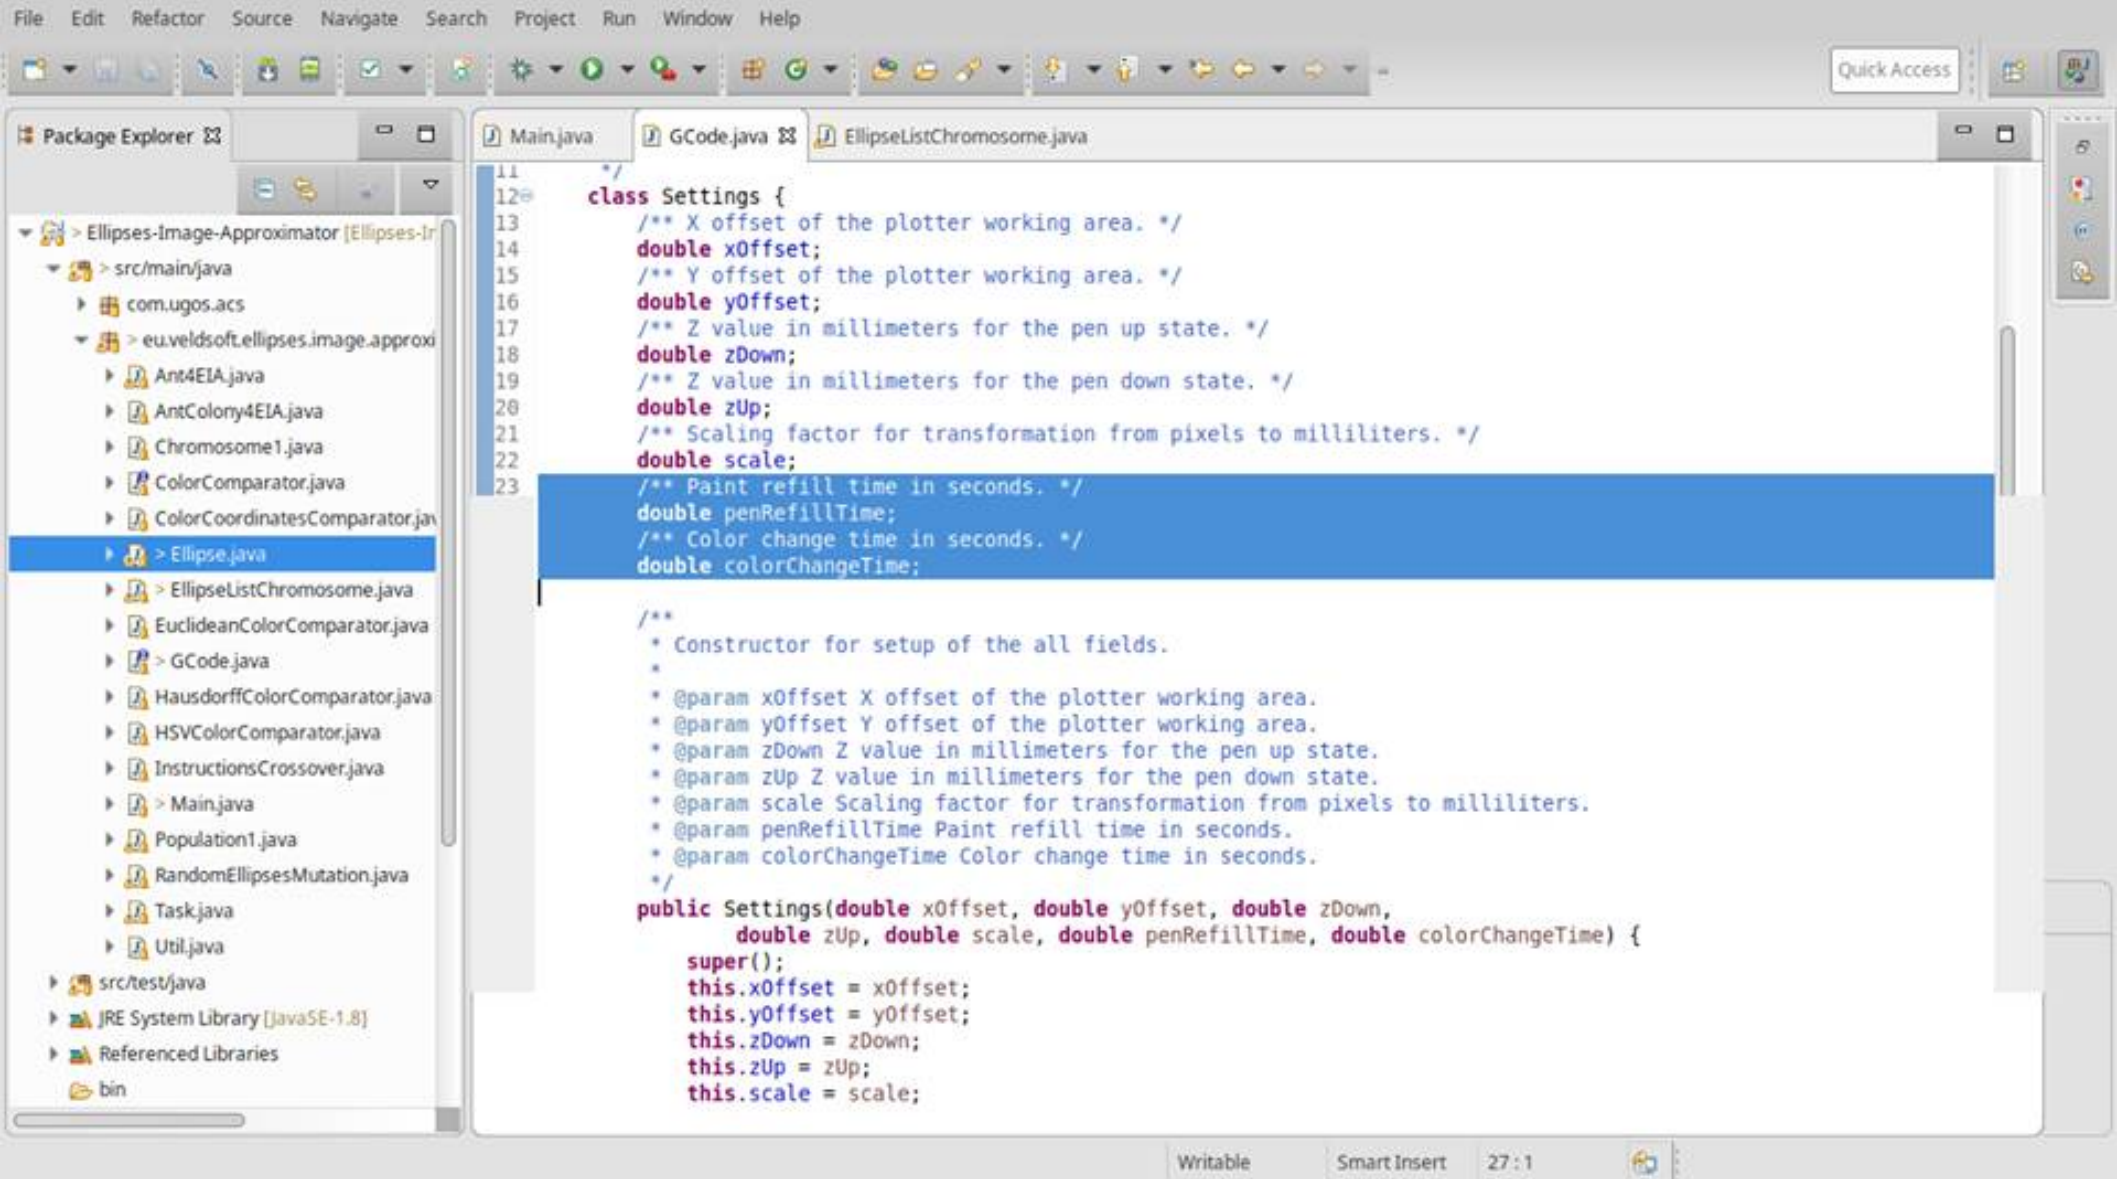 File Edit Refactor Source Navigate Search Project Run Window Help
Quick Access
Package Explorer
> Ellipses-Image-Approximator [Ellipses-Ir
> src/main/java
com.ugos.acs
> eu.veldsoft.ellipses.image.approxi
Ant4EIA.java
AntColony4EIA.java
Chromosome1.java
ColorComparator.java
ColorCoordinatesComparator.jav
> Ellipse.java
> EllipseListChromosome.java
EuclideanColorComparator.java
> GCode.java
HausdorffColorComparator.java
HSVColorComparator.java
InstructionsCrossover.java
> Main.java
Population1.java
RandomEllipsesMutation.java
Task.java
Util.java
src/test/java
JRE System Library [JavaSE-1.8]
Referenced Libraries
bin
Main.java GCode.java EllipseListChromosome.java
11 */
12 class Settings {
13 /** X offset of the plotter working area. */
14 double xOffset;
15 /** Y offset of the plotter working area. */
16 double yOffset;
17 /** Z value in millimeters for the pen up state. */
18 double zDown;
19 /** Z value in millimeters for the pen down state. */
20 double zUp;
21 /** Scaling factor for transformation from pixels to milliliters. */
22 double scale;
23 /** Paint refill time in seconds. */
double penRefillTime;
/** Color change time in seconds. */
double colorChangeTime;
/**
* Constructor for setup of the all fields.
*
* @param xOffset X offset of the plotter working area.
* @param yOffset Y offset of the plotter working area.
* @param zDown Z value in millimeters for the pen up state.
* @param zUp Z value in millimeters for the pen down state.
* @param scale Scaling factor for transformation from pixels to milliliters.
* @param penRefillTime Paint refill time in seconds.
* @param colorChangeTime Color change time in seconds.
*/
public Settings(double xOffset, double yOffset, double zDown,
double zUp, double scale, double penRefillTime, double colorChangeTime) {
super();
this.xOffset = xOffset;
this.yOffset = yOffset;
this.zDown = zDown;
this.zUp = zUp;
this.scale = scale;
Writable Smart Insert 27 : 1